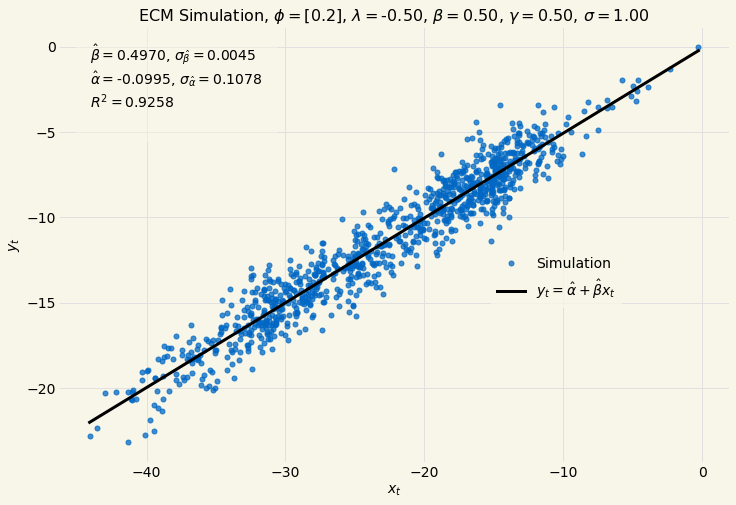 ECM Simulation, ϕ = [0.2], λ = -0.50, β = 0.50, γ = 0.50, σ = 1.00
β̂ = 0.4970, σ_β̂ = 0.0045
α̂ = -0.0995, σ_α̂ = 0.1078
R² = 0.9258
0
−5
−10
−15
−20
y_t
Simulation
y_t = α̂ + β̂x_t
−40 −30 −20 −10 0
x_t